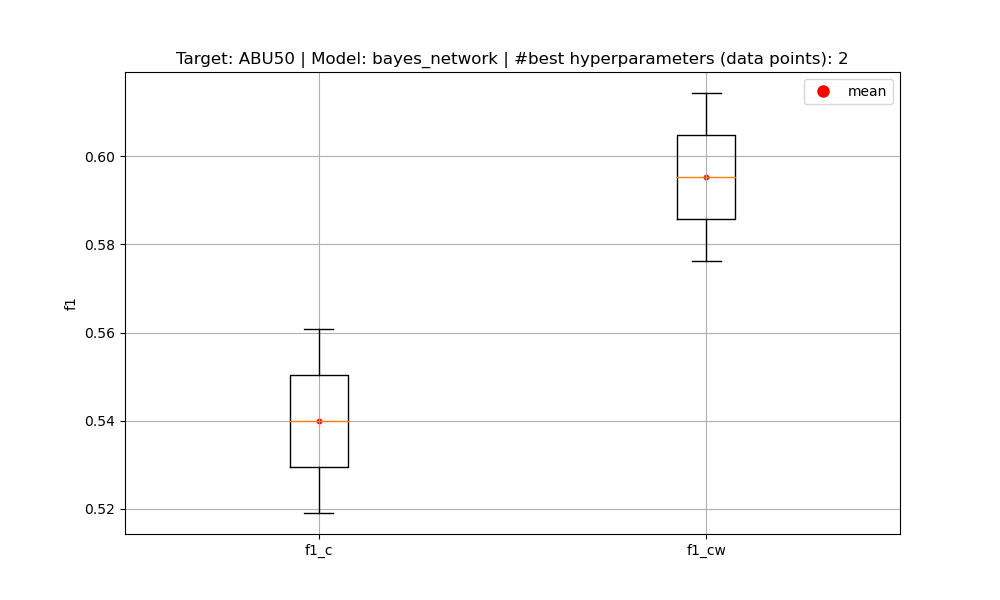 Target: ABU50 | Model: bayes_network | #best hyperparameters (data points): 2
mean
0.60
0.58
0.56
0.54
0.52
f1
f1_c
f1_cw